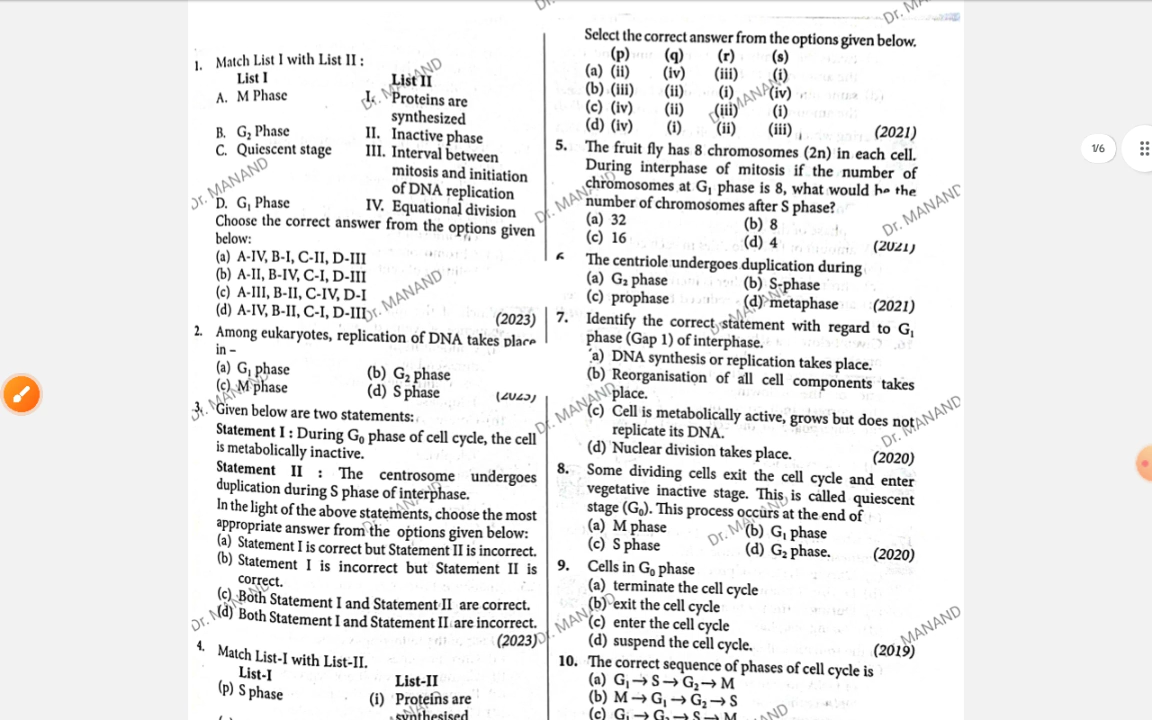 1. Match List I with List II :
List I List II
A. M Phase I. Proteins are
synthesized
B. G₂ Phase II. Inactive phase
C. Quiescent stage III. Interval between
mitosis and initiation
of DNA replication
D. G₁ Phase IV. Equational division
Choose the correct answer from the options given
below:
(a) A-IV, B-I, C-II, D-III
(b) A-II, B-IV, C-I, D-III
(c) A-III, B-II, C-IV, D-I
(d) A-IV, B-II, C-I, D-III
(2023)
2. Among eukaryotes, replication of DNA takes place
in –
(a) G₁ phase (b) G₂ phase
(c) M phase (d) S phase (2023)
3. Given below are two statements:
Statement I : During G₀ phase of cell cycle, the cell
is metabolically inactive.
Statement II : The centrosome undergoes
duplication during S phase of interphase.
In the light of the above statements, choose the most
appropriate answer from the options given below:
(a) Statement I is correct but Statement II is incorrect.
(b) Statement I is incorrect but Statement II is
correct.
(c) Both Statement I and Statement II are correct.
(d) Both Statement I and Statement II are incorrect.
(2023)
4. Match List-I with List-II.
List-I List-II
(p) S phase (i) Proteins are
synthesised
Select the correct answer from the options given below.
(p) (q) (r) (s)
(a) (ii) (iv) (iii) (i)
(b) (iii) (ii) (i) (iv)
(c) (iv) (ii) (iii) (i)
(d) (iv) (i) (ii) (iii) (2021)
5. The fruit fly has 8 chromosomes (2n) in each cell.
During interphase of mitosis if the number of
chromosomes at G₁ phase is 8, what would be the
number of chromosomes after S phase?
(a) 32 (b) 8
(c) 16 (d) 4 (2021)
6 The centriole undergoes duplication during
(a) G₂ phase (b) S-phase
(c) prophase (d) metaphase (2021)
7. Identify the correct statement with regard to G₁
phase (Gap 1) of interphase.
(a) DNA synthesis or replication takes place.
(b) Reorganisation of all cell components takes
place.
(c) Cell is metabolically active, grows but does not
replicate its DNA.
(d) Nuclear division takes place. (2020)
8. Some dividing cells exit the cell cycle and enter
vegetative inactive stage. This is called quiescent
stage (G₀). This process occurs at the end of
(a) M phase (b) G₁ phase
(c) S phase (d) G₂ phase. (2020)
9. Cells in G₀ phase
(a) terminate the cell cycle
(b) exit the cell cycle
(c) enter the cell cycle
(d) suspend the cell cycle. (2019)
10. The correct sequence of phases of cell cycle is
(a) G₁ → S → G₂ → M
(b) M → G₁ → G₂ → S
(c) G₁ → G₂ → S → M
1/6
Dr. MANAND